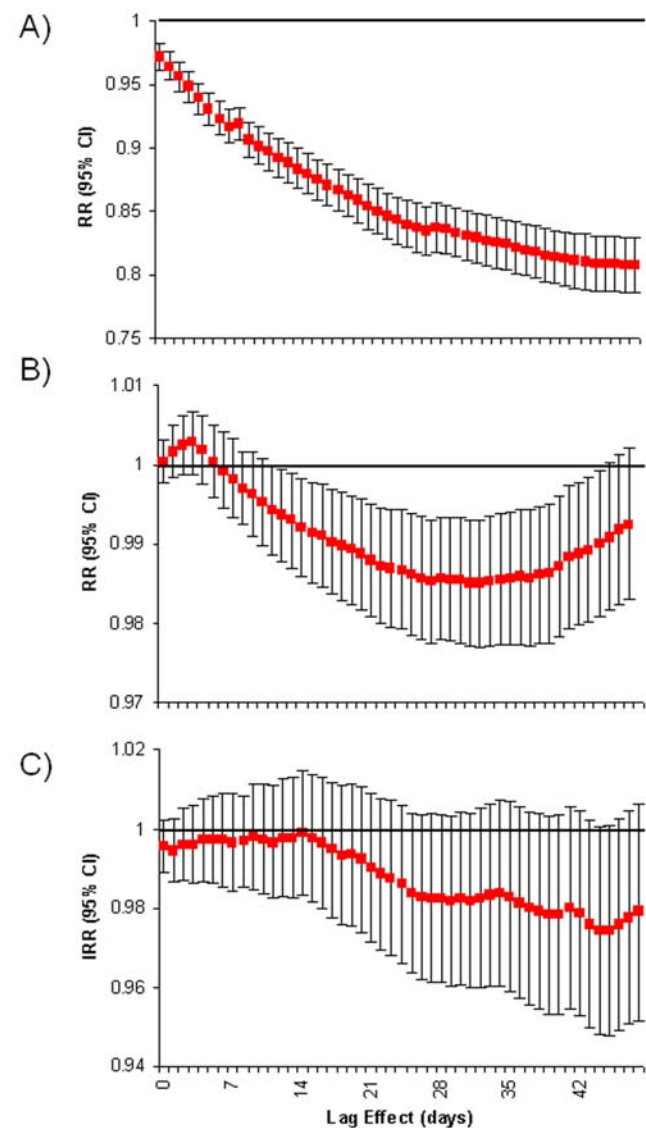 A)
1
0.95
0.9
0.85
0.8
0.75
RR (95% CI)
B)
1.01
1
0.99
0.98
0.97
RR (95% CI)
C)
1.02
1
0.98
0.96
0.94
IRR (95% CI)
0 7 14 21 28 35 42
Lag Effect (days)